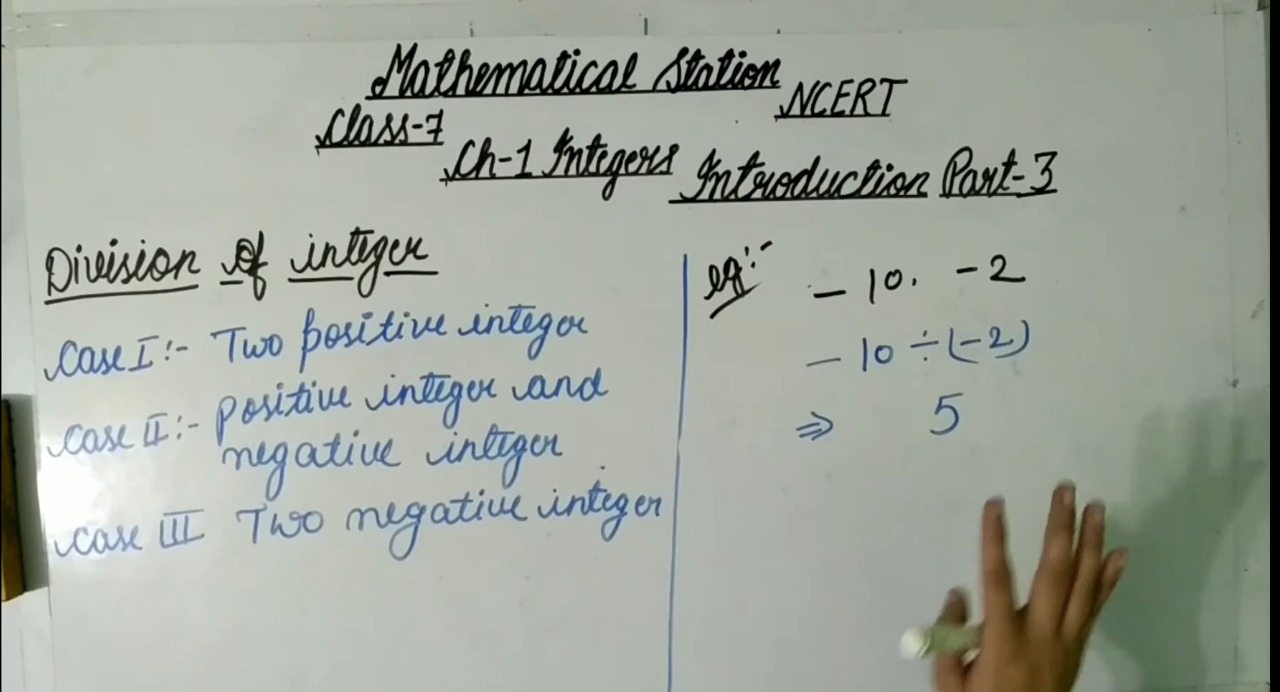 Mathematical Station
NCERT
Class-7
Ch-1 Integers Introduction Part-3
Division of integer
Case I :- Two positive integer
Case II :- positive integer and
negative integer
Case III Two negative integer
eg :-
- 10. - 2
- 10 ÷ (-2)
⇒ 5